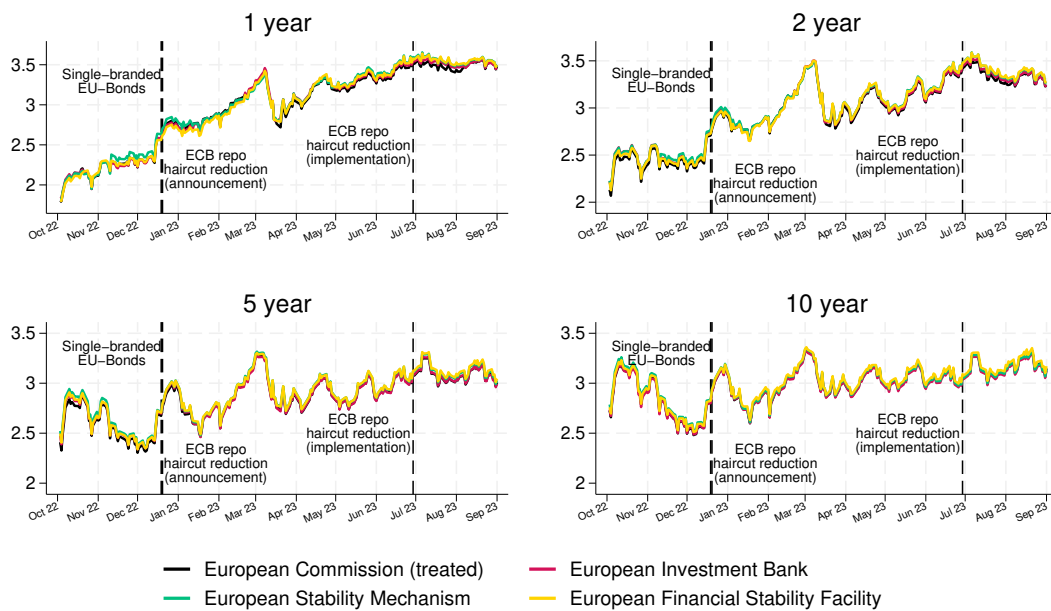 1 year
3.5
3
2.5
2
Single−branded
EU−Bonds
ECB repo
haircut reduction
(announcement)
ECB repo
haircut reduction
(implementation)
Oct 22
Nov 22
Dec 22
Jan 23
Feb 23
Mar 23
Apr 23
May 23
Jun 23
Jul 23
Aug 23
Sep 23
2 year
3.5
3
2.5
2
Single−branded
EU−Bonds
ECB repo
haircut reduction
(announcement)
ECB repo
haircut reduction
(implementation)
Oct 22
Nov 22
Dec 22
Jan 23
Feb 23
Mar 23
Apr 23
May 23
Jun 23
Jul 23
Aug 23
Sep 23
5 year
3.5
3
2.5
2
Single−branded
EU−Bonds
ECB repo
haircut reduction
(announcement)
ECB repo
haircut reduction
(implementation)
Oct 22
Nov 22
Dec 22
Jan 23
Feb 23
Mar 23
Apr 23
May 23
Jun 23
Jul 23
Aug 23
Sep 23
10 year
3.5
3
2.5
2
Single−branded
EU−Bonds
ECB repo
haircut reduction
(announcement)
ECB repo
haircut reduction
(implementation)
Oct 22
Nov 22
Dec 22
Jan 23
Feb 23
Mar 23
Apr 23
May 23
Jun 23
Jul 23
Aug 23
Sep 23
European Commission (treated)
European Investment Bank
European Stability Mechanism
European Financial Stability Facility